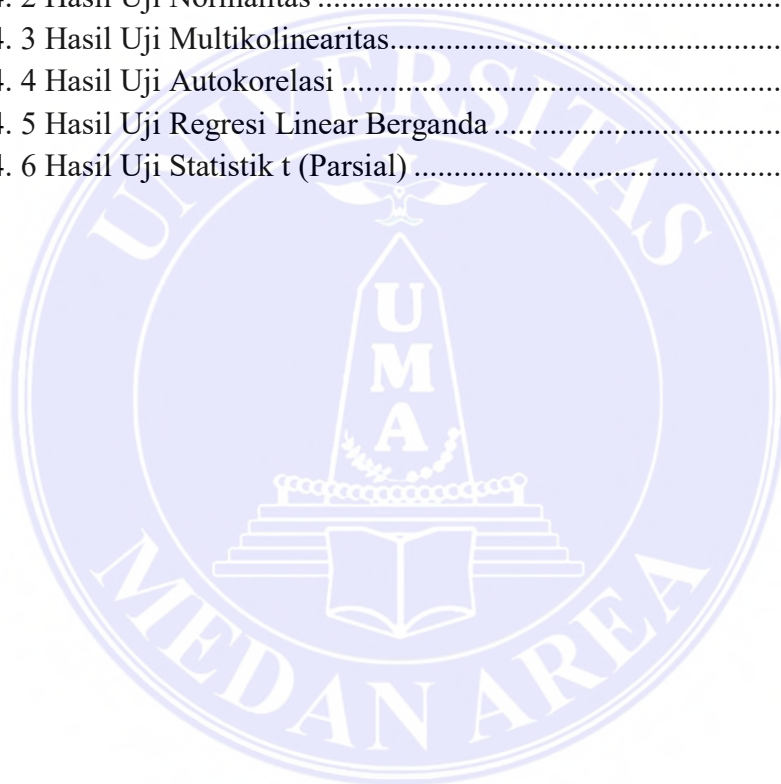 4. 2 Hasil Uji Normalitas ........................................................
4. 3 Hasil Uji Multikolinearitas................................................
4. 4 Hasil Uji Autokorelasi .....................................................
4. 5 Hasil Uji Regresi Linear Berganda ...................................
4. 6 Hasil Uji Statistik t (Parsial) .............................................
UNIVERSITAS
U
M
A
MEDAN AREA